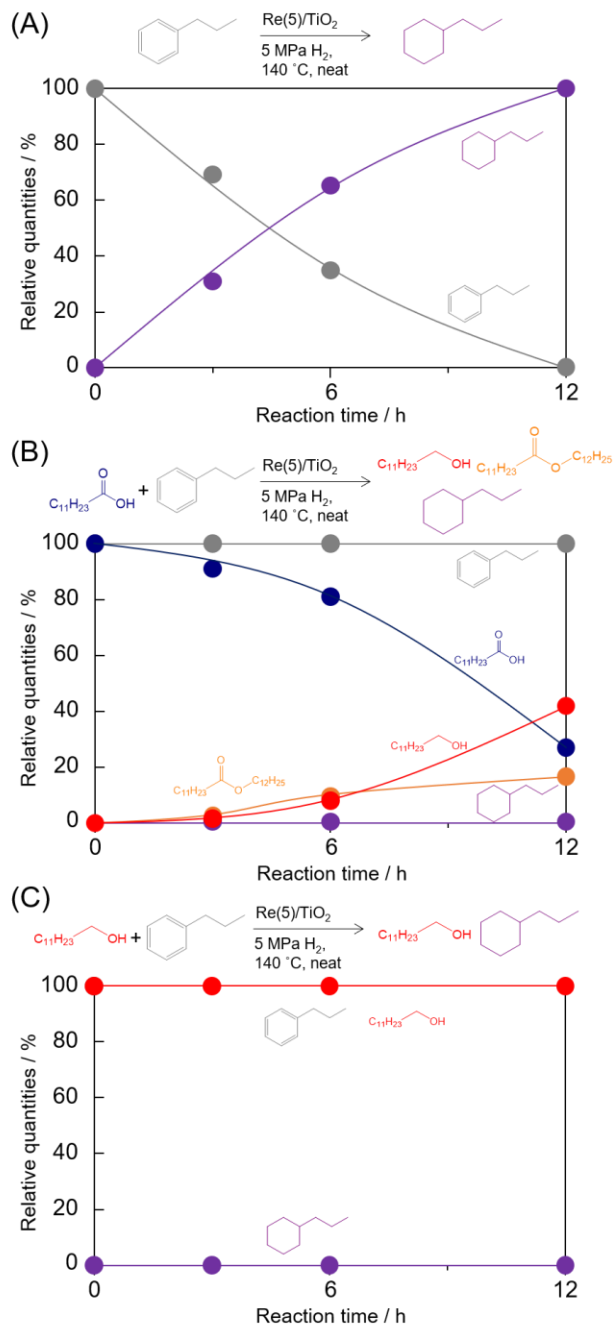 (A)
Re(5)/TiO₂
5 MPa H₂,
140 ˚C, neat
Relative quantities / %
100
80
60
40
20
0
0
6
12
Reaction time / h
(B)
C₁₁H₂₃
O
OH
+
Re(5)/TiO₂
5 MPa H₂,
140 ˚C, neat
C₁₁H₂₃
OH
O
C₁₁H₂₃
O
C₁₂H₂₅
Relative quantities / %
100
80
60
40
20
0
O
C₁₁H₂₃
OH
C₁₁H₂₃
OH
O
C₁₁H₂₃
O
C₁₂H₂₅
0
6
12
Reaction time / h
(C)
C₁₁H₂₃
OH
+
Re(5)/TiO₂
5 MPa H₂,
140 ˚C, neat
C₁₁H₂₃
OH
Relative quantities / %
100
80
60
40
20
0
C₁₁H₂₃
OH
0
6
12
Reaction time / h